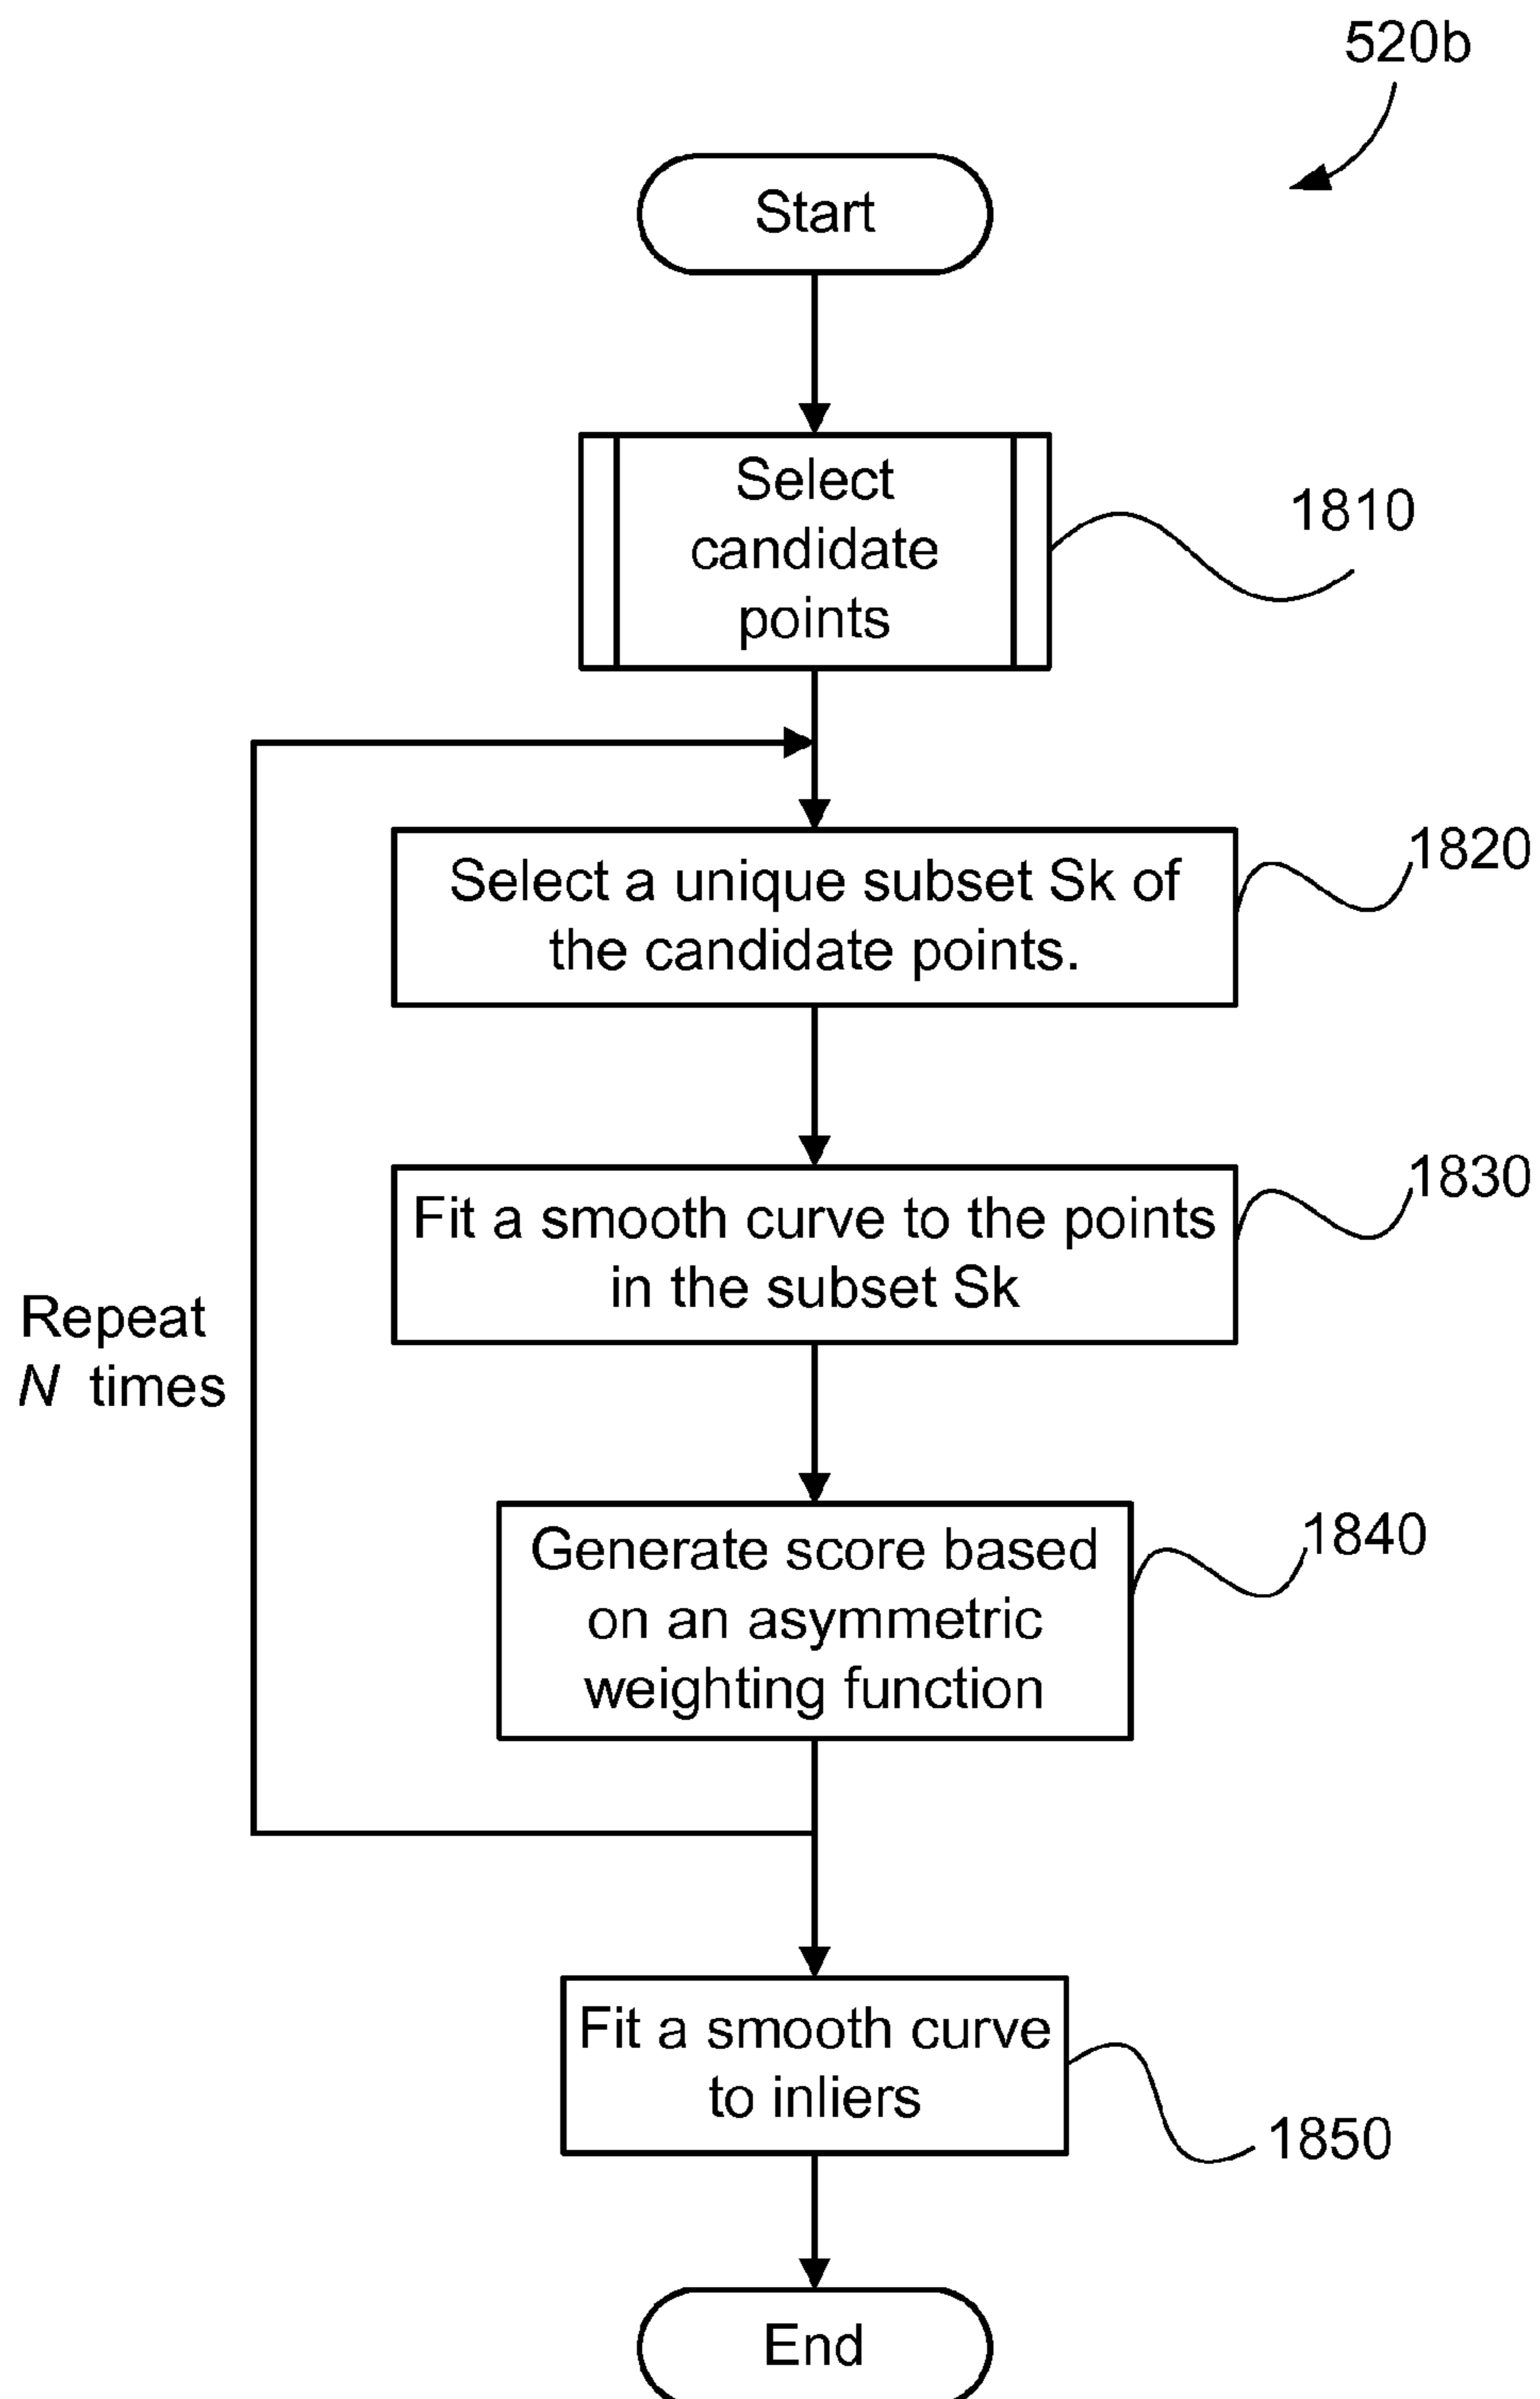 520b
Start
Select
candidate
points
1810
Select a unique subset Sk of
the candidate points.
1820
Fit a smooth curve to the points
in the subset Sk
1830
Repeat
N times
Generate score based
on an asymmetric
weighting function
1840
Fit a smooth curve
to inliers
1850
End